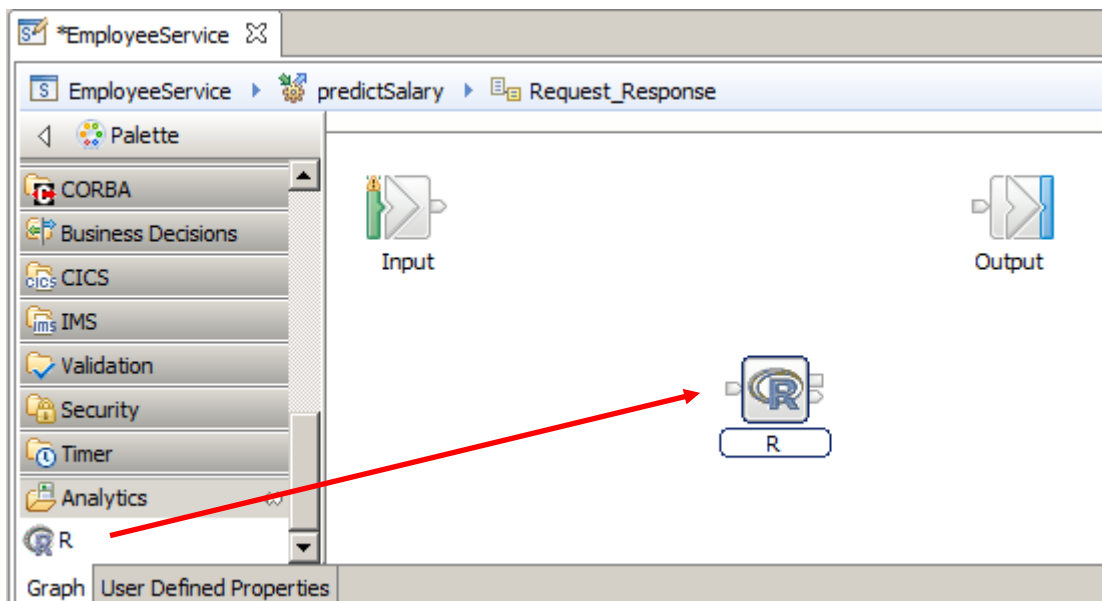 *EmployeeService
EmployeeService predictSalary Request_Response
Palette
CORBA
Business Decisions
CICS
IMS
Validation
Security
Timer
Analytics
R
Input
Output
R
Graph User Defined Properties